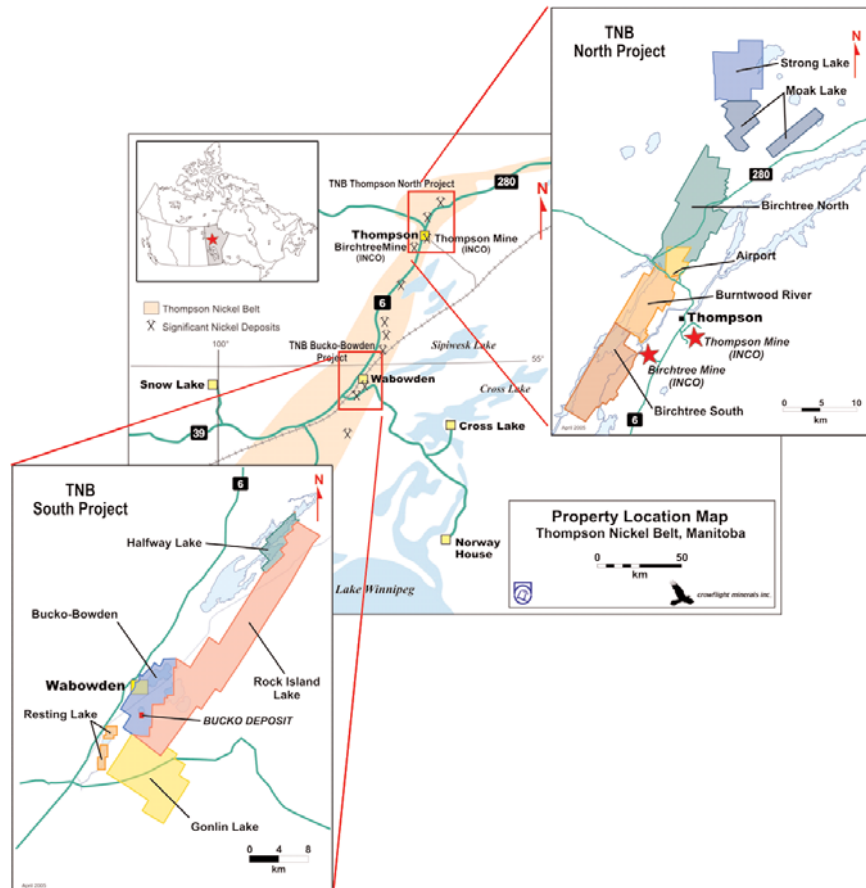 TNB
North Project
N
Strong Lake
Moak Lake
280
Birchtree North
Airport
Burntwood River
Thompson
Thompson Mine
(INCO)
Birchtree Mine
(INCO)
Birchtree South
6
0 5 10
km
April 2005
TNB Thompson North Project
280
N
Thompson
Thompson Mine
(INCO)
BirchtreeMine
(INCO)
Thompson Nickel Belt
Significant Nickel Deposits
6
TNB Bucko-Bowden
Project
Sipiwesk Lake
100°
55°
Snow Lake
Wabowden
Cross Lake
39
Cross Lake
Norway
House
Lake Winnipeg
Property Location Map
Thompson Nickel Belt, Manitoba
0 50
km
crowflight minerals inc.
TNB
South Project
6
N
Halfway Lake
Bucko-Bowden
Wabowden
Rock Island
Lake
Resting Lake
BUCKO DEPOSIT
Gonlin Lake
0 4 8
km
April 2005